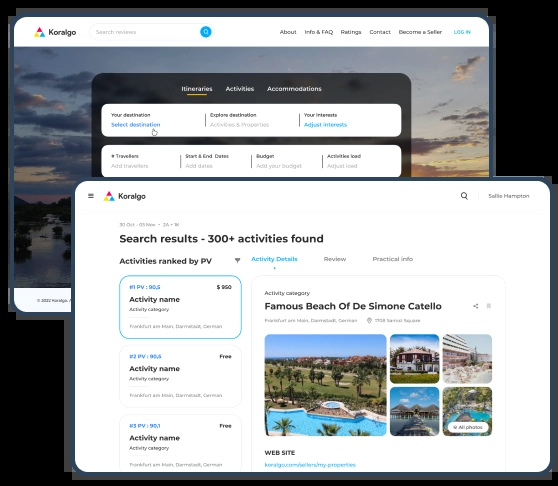 Koralgo
Search reviews
About Info & FAQ Ratings Contact Become a Seller LOG IN
Itineraries Activities Accommodations
Your destination Explore destination Your interests
Select destination Activities & Properties Adjust interests
# Travellers Start & End Dates Budget Activities load
Add travellers Add dates Add your budget Adjust load
© 2022 Koralgo.
Koralgo
Sallie Hampton
30 Oct - 03 Nov • 2A + 1K
Search results - 300+ activities found
Activities ranked by PV
Activity Details Review Practical info
#1 PV : 90,5 $ 950
Activity name
Activity category
Frankfurt am Main, Darmstadt, German
#2 PV : 90,5 Free
Activity name
Activity category
Frankfurt am Main, Darmstadt, German
#3 PV : 90,1 Free
Activity name
Activity category
Frankfurt am Main, Darmstadt, German
Activity category
Famous Beach Of De Simone Catello
Frankfurt am Main, Darmstadt, German 1708 Samot Square
All photos
WEB SITE
koralgo.com/sellers/my-properties